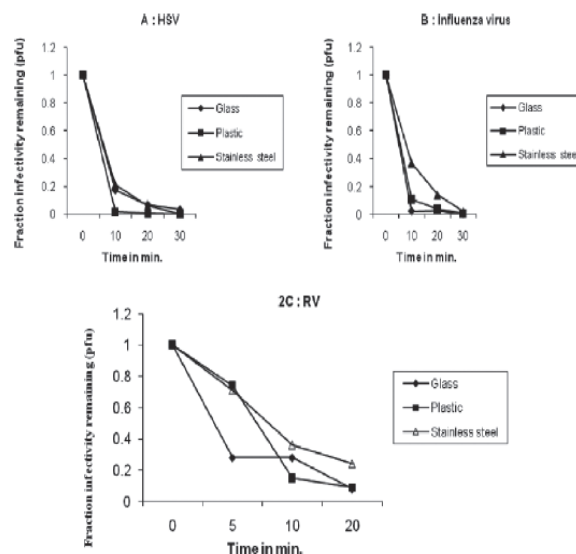 A : HSV
Fraction infectivity remaining (pfu)
1.2
1
0.8
0.6
0.4
0.2
0
0 10 20 30
Time in min.
Glass
Plastic
Stainless steel
B : Influenza virus
Fraction infectivity remaining (pfu)
1.2
1
0.8
0.6
0.4
0.2
0
0 10 20 30
Time in min.
Glass
Plastic
Stainless steel
2C : RV
Fraction infectivity remaining (pfu)
1.2
1
0.8
0.6
0.4
0.2
0
0 5 10 20
Time in min.
Glass
Plastic
Stainless steel